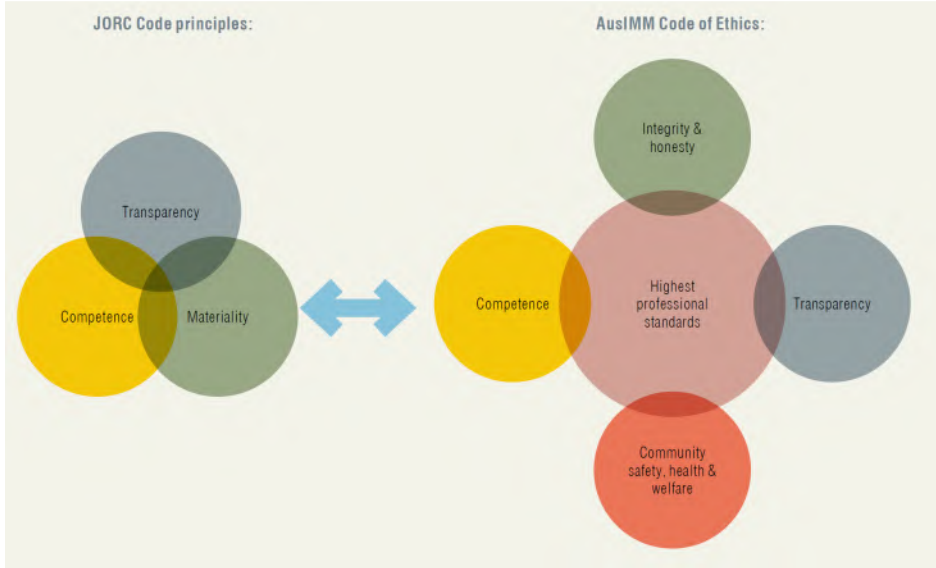 JORC Code principles:
AusIMM Code of Ethics:
Transparency
Competence
Materiality
Integrity &
honesty
Competence
Highest
professional
standards
Transparency
Community
safety, health &
welfare